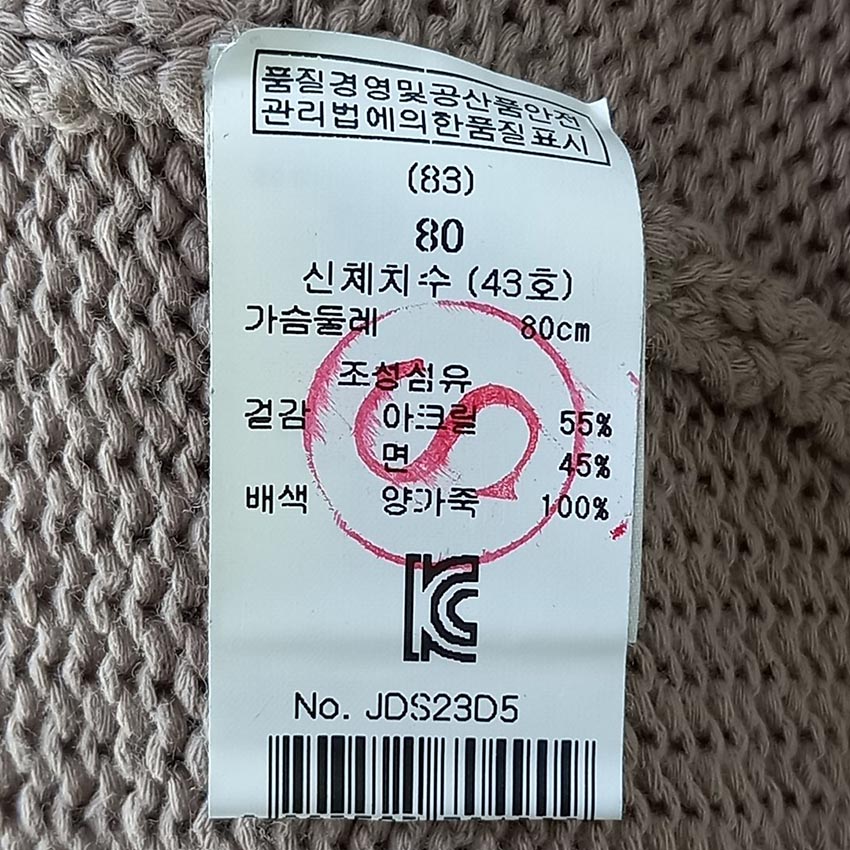 품질경영및공산품안전
관리법에의한품질표시
(83)
80
신체치수 (43호)
가슴둘레 80cm
조성섬유
겉감 아크릴 55%
면 45%
배색 양가죽 100%
KC
No. JDS23D5